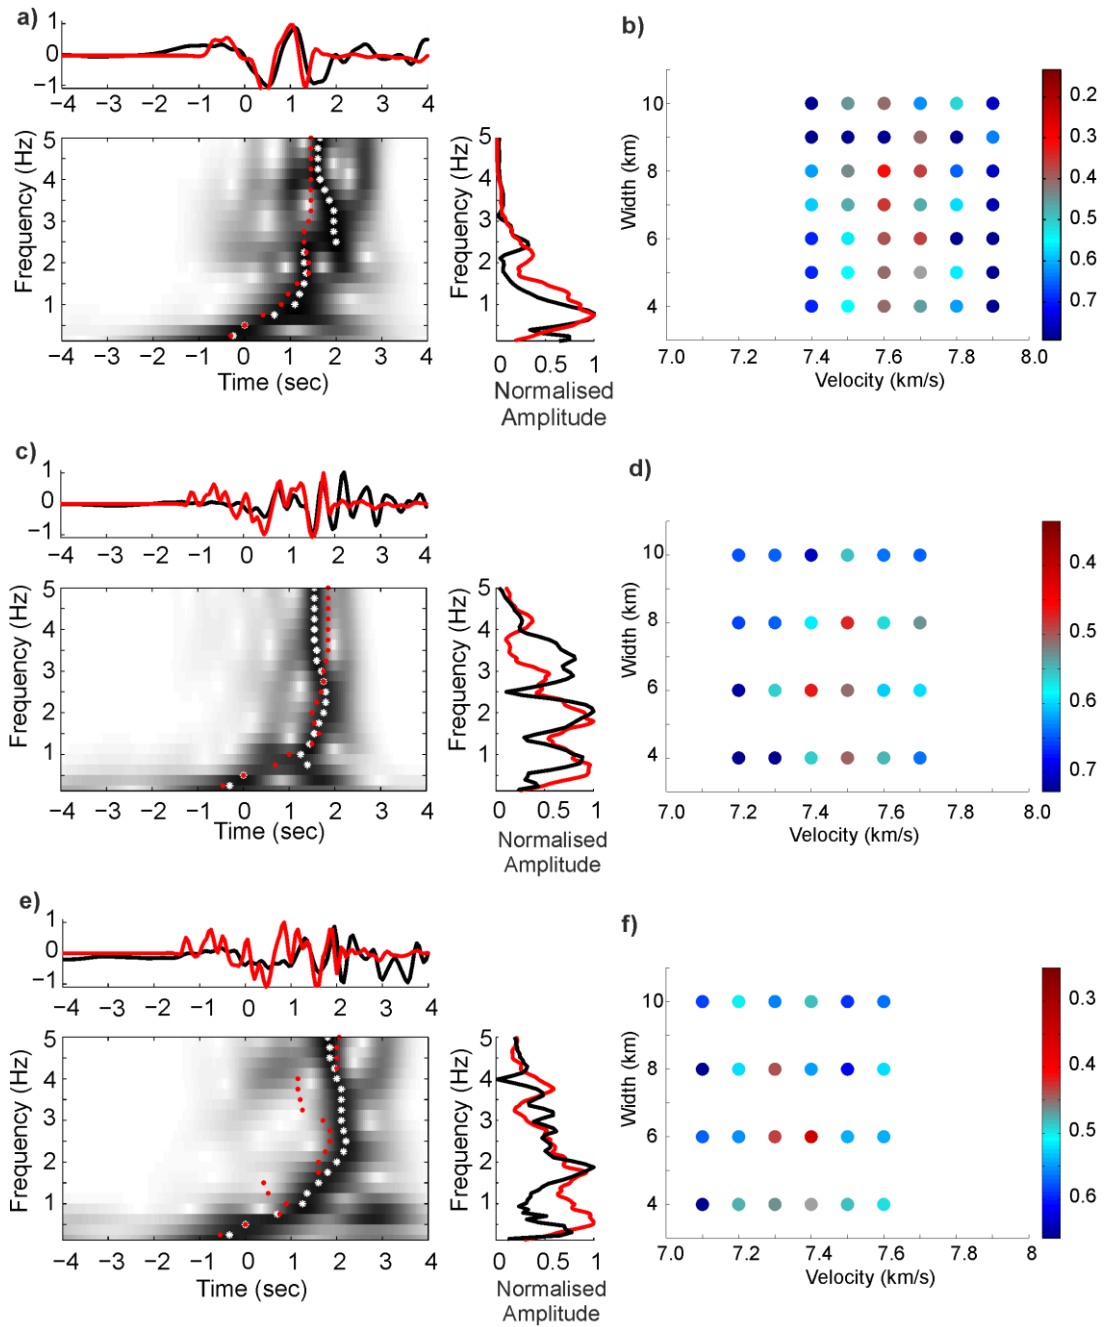 a)
1
0
−1
−4 −3 −2 −1 0 1 2 3 4
5
4
3
2
1
Frequency (Hz)
−4 −3 −2 −1 0 1 2 3 4
Time (sec)
5
4
3
2
1
Frequency (Hz)
0 0.5 1
Normalised
Amplitude
b)
10
8
6
4
Width (km)
7.0 7.2 7.4 7.6 7.8 8.0
Velocity (km/s)
0.2
0.3
0.4
0.5
0.6
0.7
c)
1
0
−1
−4 −3 −2 −1 0 1 2 3 4
5
4
3
2
1
Frequency (Hz)
−4 −3 −2 −1 0 1 2 3 4
Time (sec)
5
4
3
2
1
Frequency (Hz)
0 0.5 1
Normalised
Amplitude
d)
10
8
6
4
Width (km)
7.0 7.2 7.4 7.6 7.8 8.0
Velocity (km/s)
0.4
0.5
0.6
0.7
e)
1
0
−1
−4 −3 −2 −1 0 1 2 3 4
5
4
3
2
1
Frequency (Hz)
−4 −3 −2 −1 0 1 2 3 4
Time (sec)
5
4
3
2
1
Frequency (Hz)
0 0.5 1
Normalised
Amplitude
f)
10
8
6
4
Width (km)
7.0 7.2 7.4 7.6 7.8 8
Velocity (km/s)
0.3
0.4
0.5
0.6